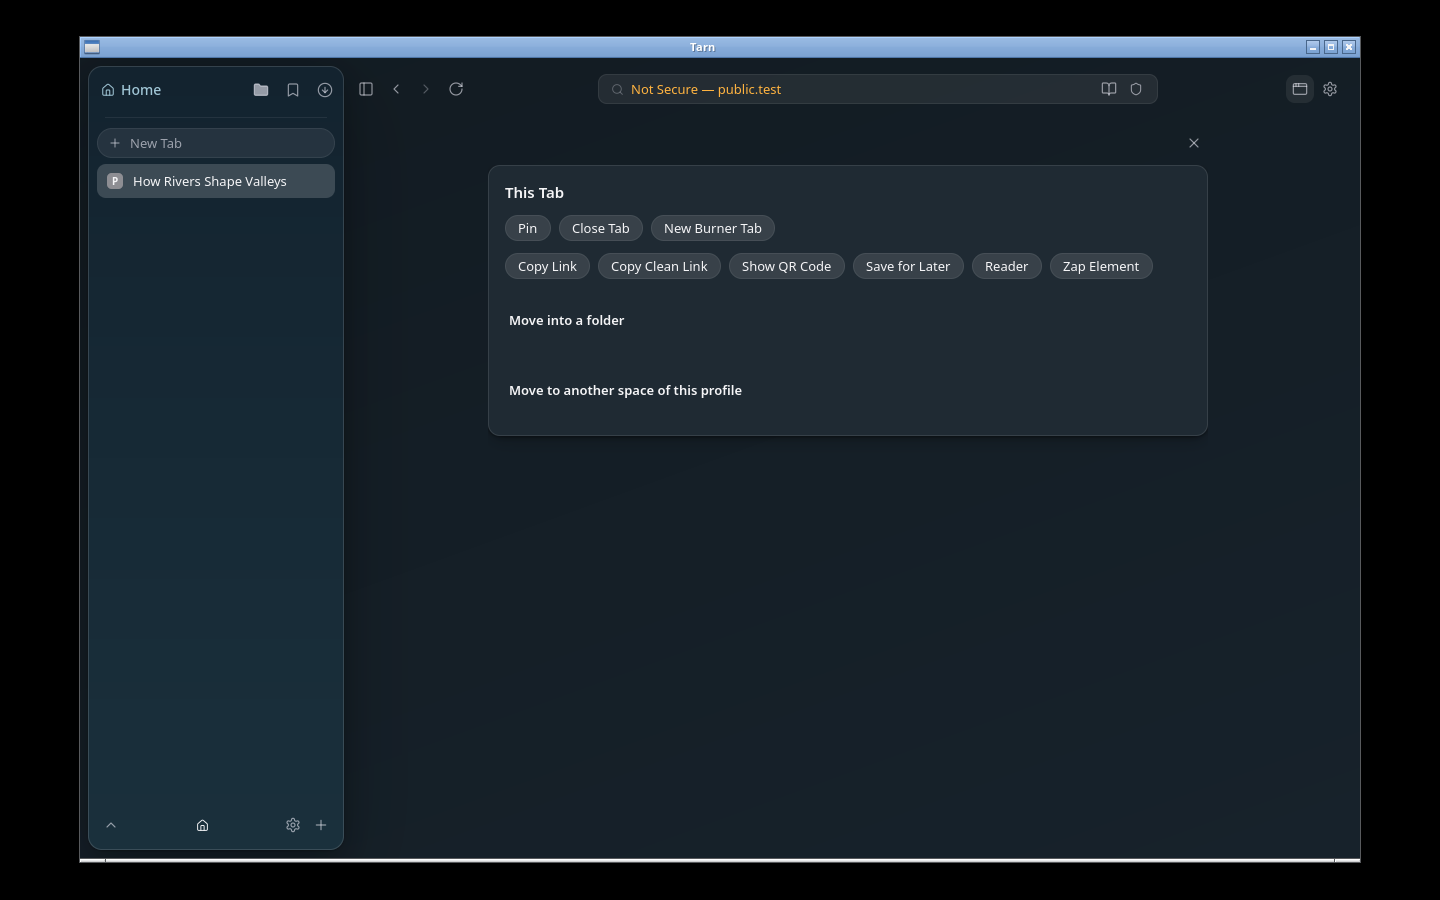 Tarn
Home
Not Secure — public.test
New Tab
P How Rivers Shape Valleys
This Tab
Pin Close Tab New Burner Tab
Copy Link Copy Clean Link Show QR Code Save for Later Reader Zap Element
Move into a folder
Move to another space of this profile